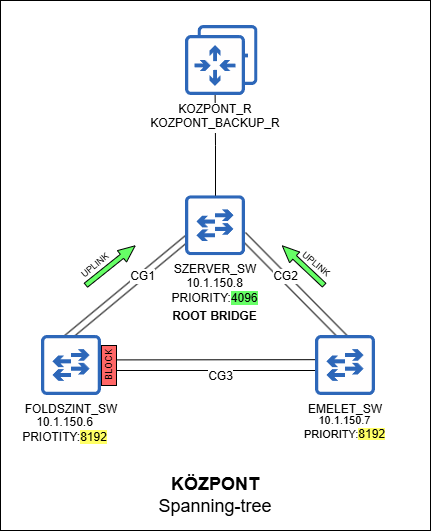 KOZPONT_R
KOZPONT_BACKUP_R
UPLINK
UPLINK
CG1
CG2
SZERVER_SW
10.1.150.8
PRIORITY:4096
ROOT BRIDGE
BLOCK
CG3
FOLDSZINT_SW
10.1.150.6
PRIOTITY:8192
EMELET_SW
10.1.150.7
PRIORITY:8192
KÖZPONT
Spanning-tree